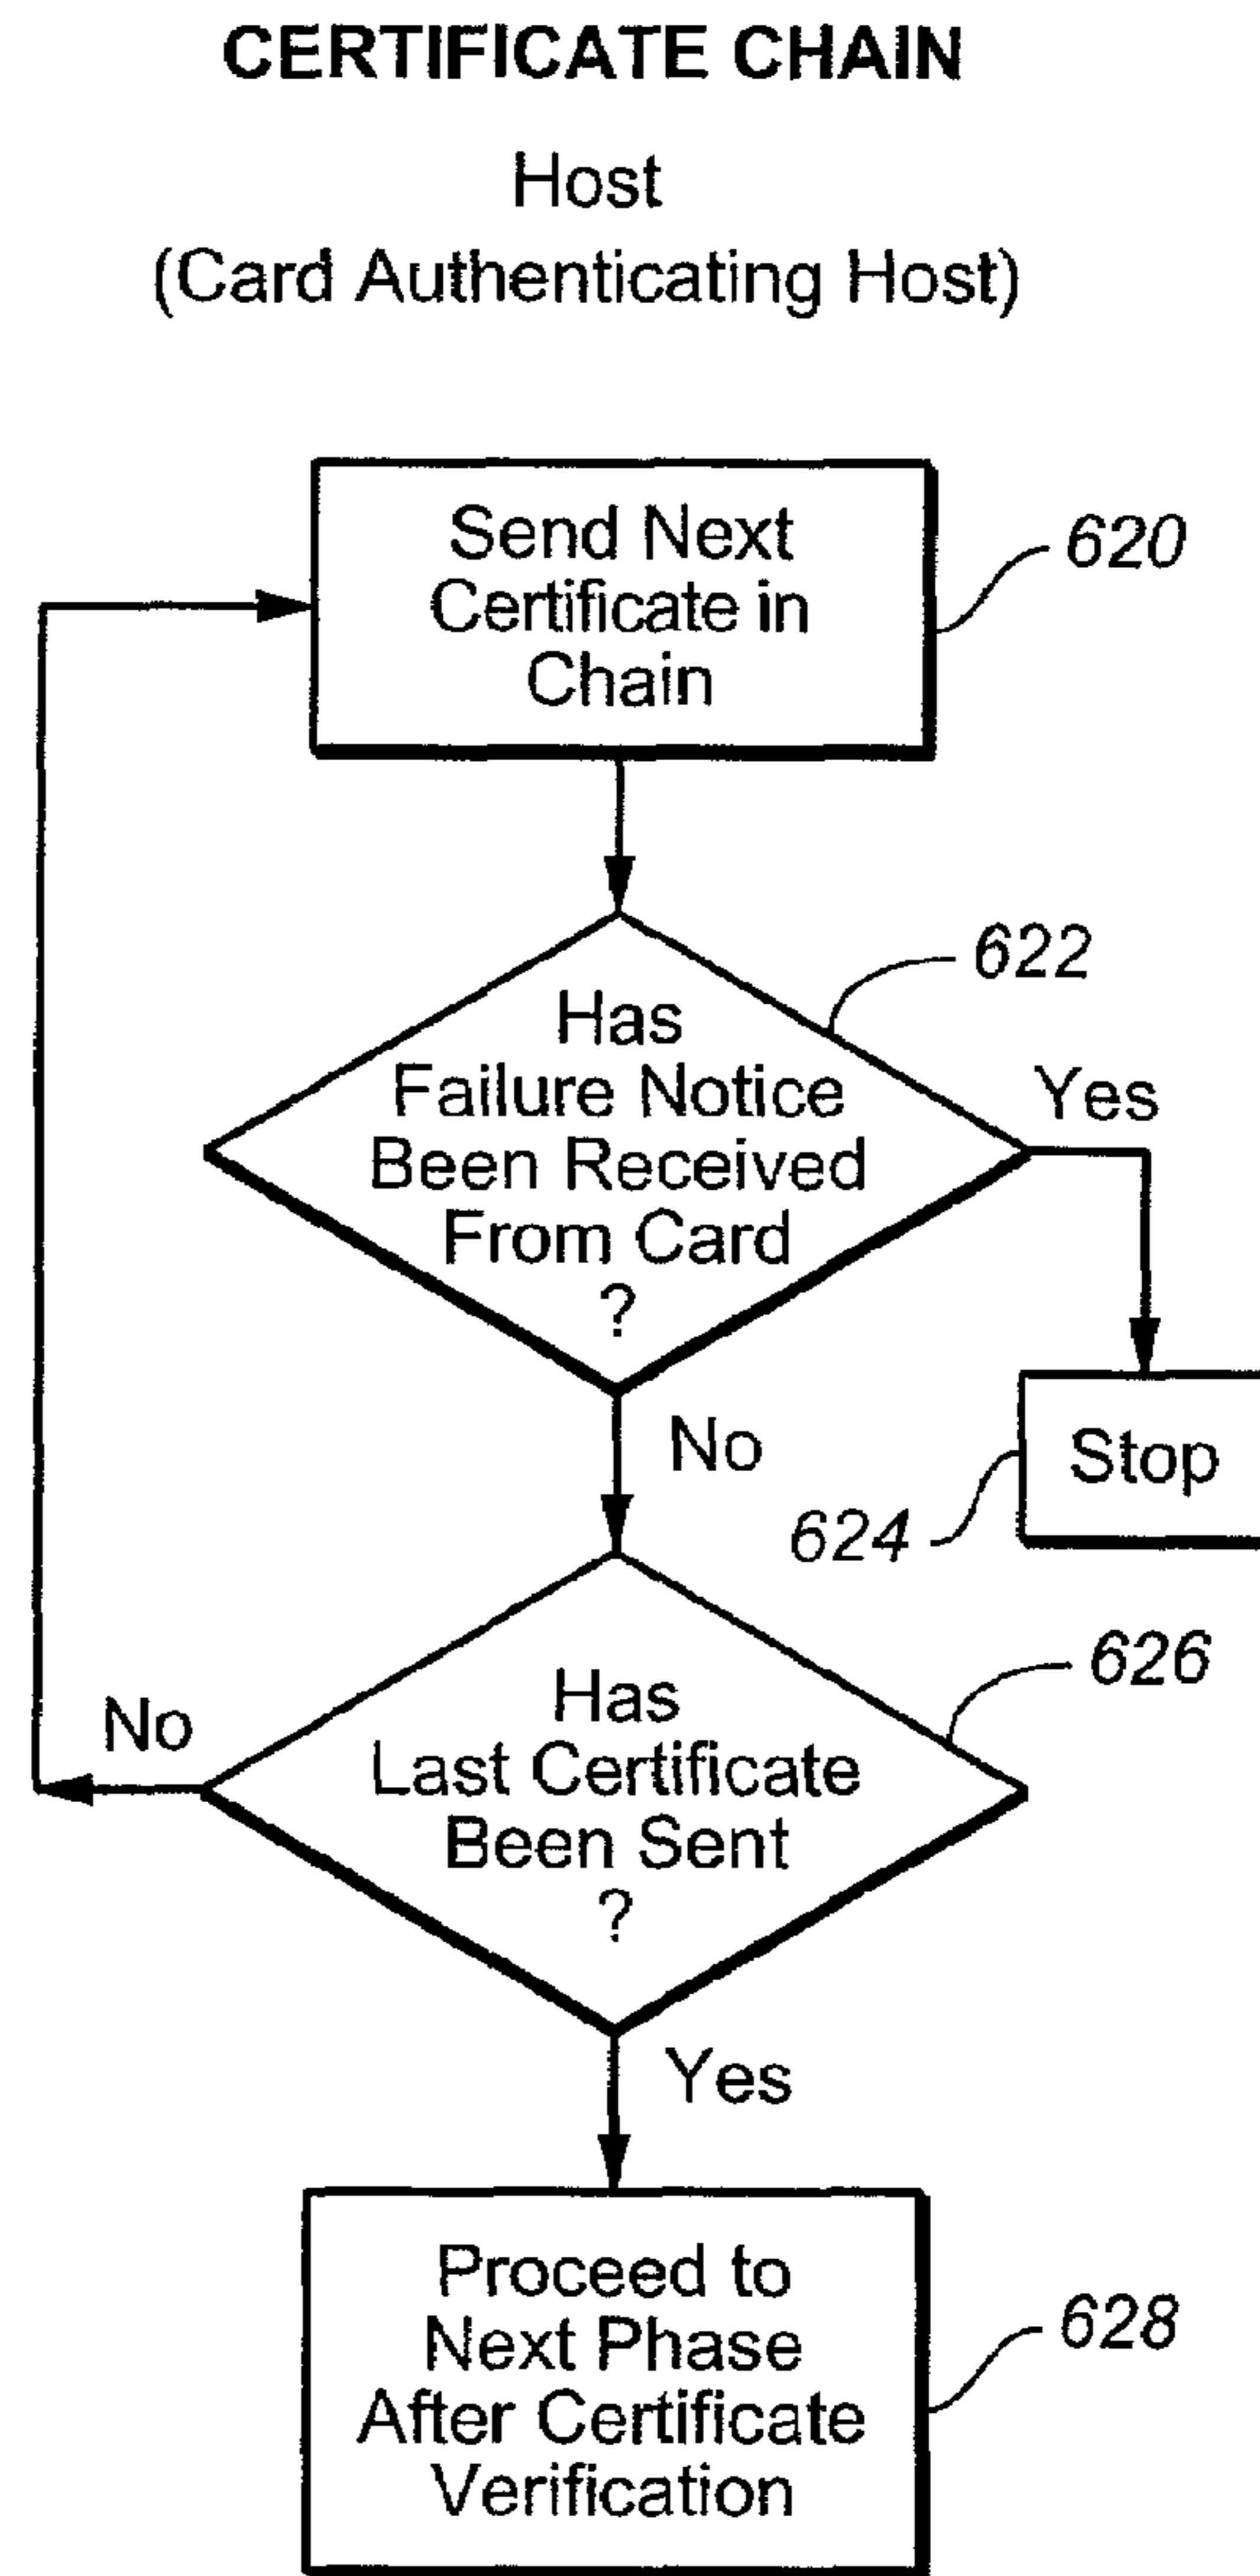 CERTIFICATE CHAIN
Host
(Card Authenticating Host)
Send Next
Certificate in
Chain
620
622
Has
Failure Notice
Been Received
From Card
?
Yes
No
Stop
624
626
Has
Last Certificate
Been Sent
?
No
Yes
Proceed to
Next Phase
After Certificate
Verification
628